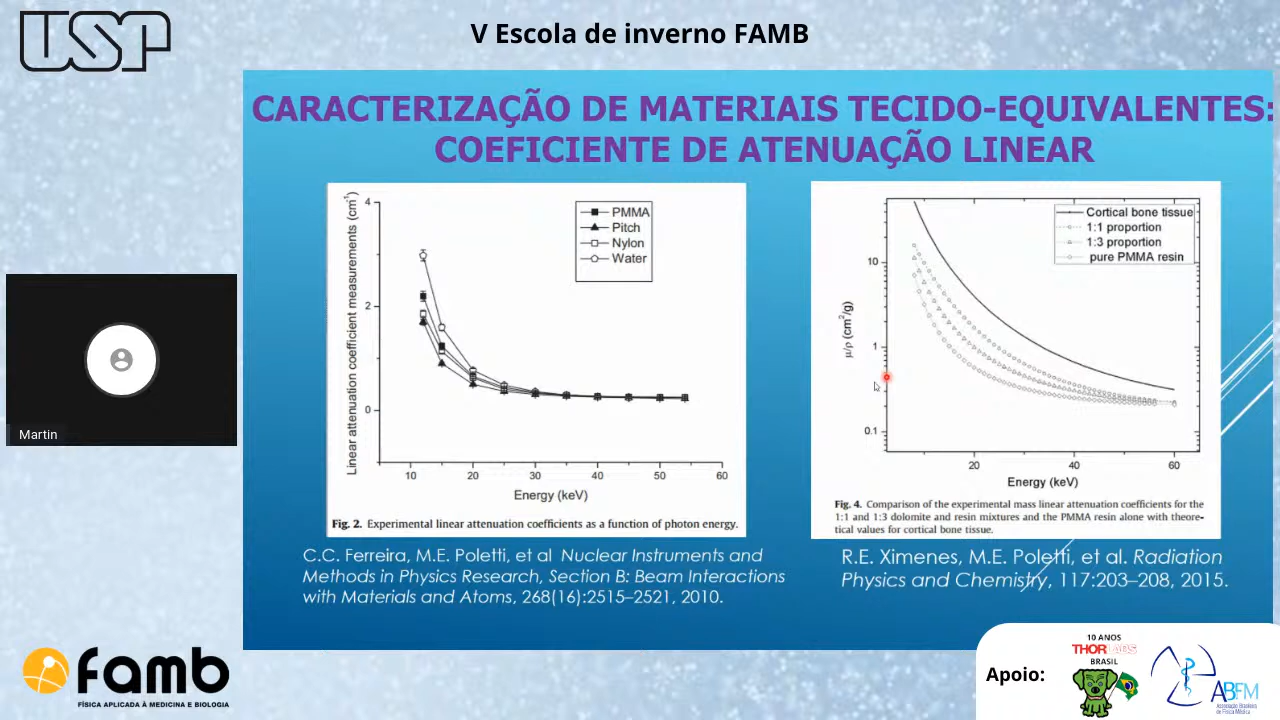 USP
V Escola de inverno FAMB
CARACTERIZAÇÃO DE MATERIAIS TECIDO-EQUIVALENTES:
COEFICIENTE DE ATENUAÇÃO LINEAR
Linear attenuation coefficient measurements (cm⁻¹)
4
2
0
PMMA
Pitch
Nylon
Water
10 20 30 40 50 60
Energy (keV)
Fig. 2. Experimental linear attenuation coefficients as a function of photon energy.
C.C. Ferreira, M.E. Poletti, et al Nuclear Instruments and
Methods in Physics Research, Section B: Beam Interactions
with Materials and Atoms, 268(16):2515–2521, 2010.
μ/ρ (cm²/g)
10
1
0.1
Cortical bone tissue
1:1 proportion
1:3 proportion
pure PMMA resin
20 40 60
Energy (keV)
Fig. 4. Comparison of the experimental mass linear attenuation coefficients for the
1:1 and 1:3 dolomite and resin mixtures and the PMMA resin alone with theore-
tical values for cortical bone tissue.
R.E. Ximenes, M.E. Poletti, et al. Radiation
Physics and Chemistry, 117:203–208, 2015.
Martin
famb
FÍSICA APLICADA À MEDICINA E BIOLOGIA
Apoio:
10 ANOS
THORLABS
BRASIL
ABFM
Associação Brasileira
de Física Médica